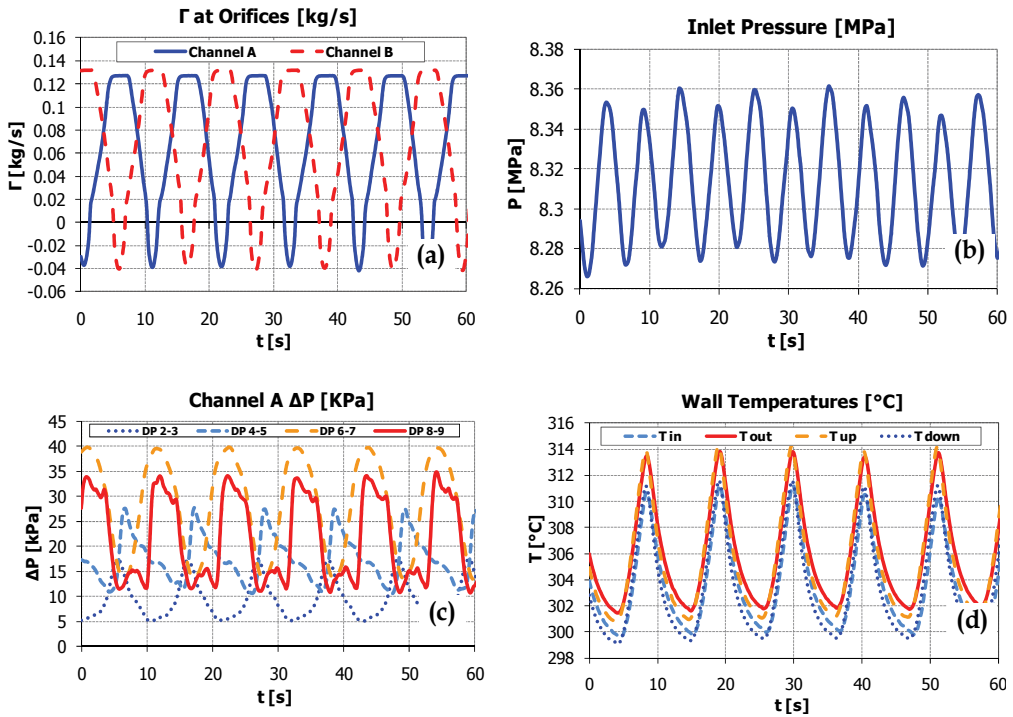 Γ at Orifices [kg/s]
Channel A Channel B
0.16
0.14
0.12
0.10
0.08
0.06
0.04
0.02
0
-0.02
-0.04
-0.06
Γ [kg/s]
(a)
0 10 20 30 40 50 60
t [s]
Inlet Pressure [MPa]
8.38
8.36
8.34
8.32
8.3
8.28
8.26
P [MPa]
(b)
0 10 20 30 40 50 60
t [s]
Channel A ΔP [KPa]
DP 2-3 DP 4-5 DP 6-7 DP 8-9
45
40
35
30
25
20
15
10
5
0
ΔP [kPa]
(c)
0 10 20 30 40 50 60
t [s]
Wall Temperatures [°C]
T in T out T up T down
316
314
312
310
308
306
304
302
300
298
T [°C]
(d)
0 10 20 30 40 50 60
t [s]